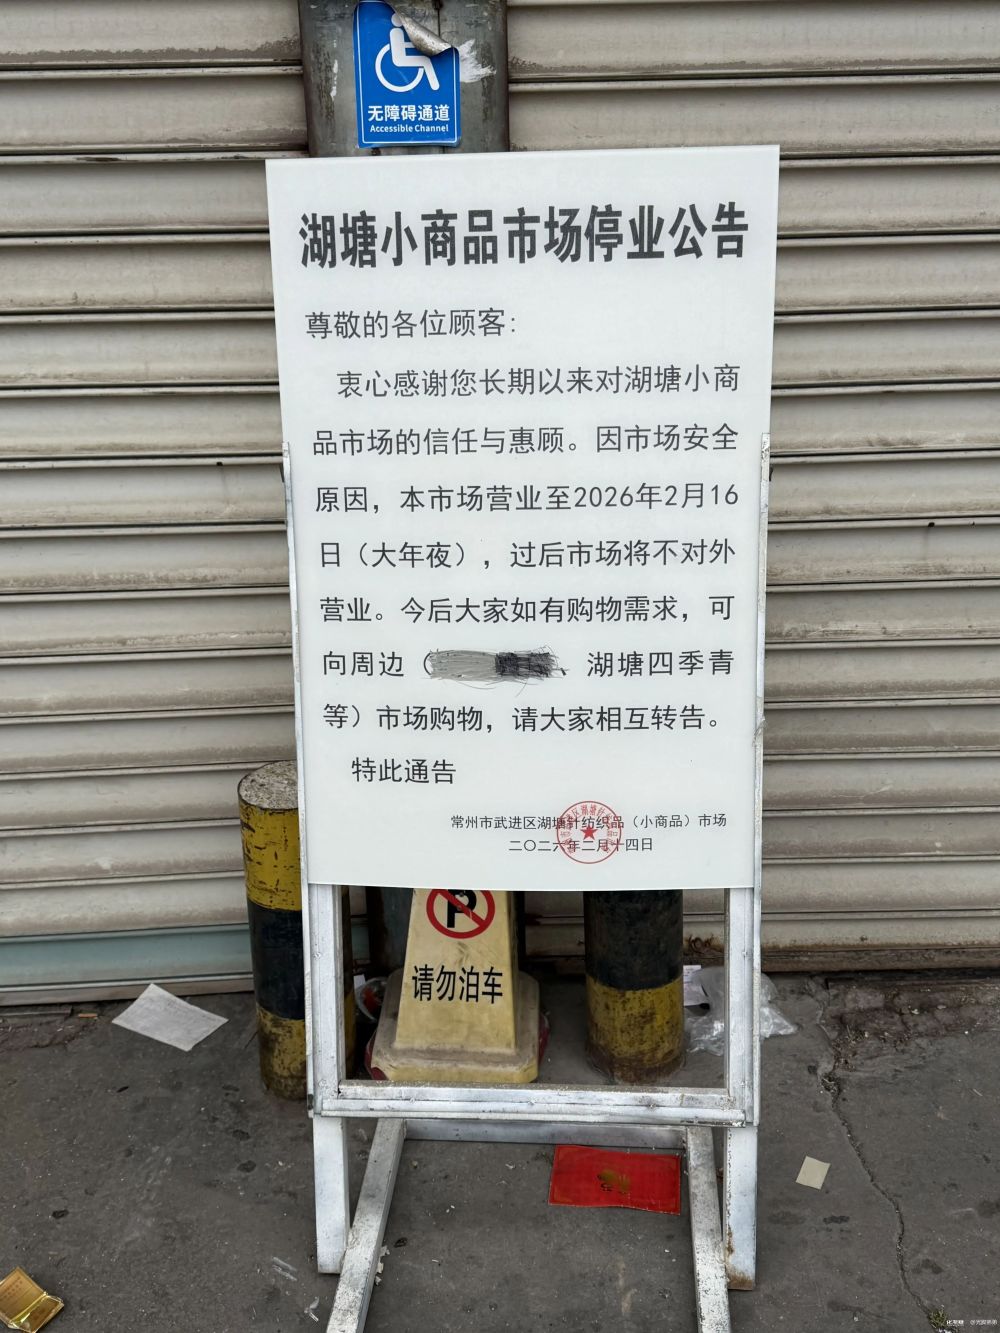 无障碍通道
Accessible Channel
湖塘小商品市场停业公告
尊敬的各位顾客：
衷心感谢您长期以来对湖塘小商
品市场的信任与惠顾。因市场安全
原因，本市场营业至2026年2月16
日（大年夜），过后市场将不对外
营业。今后大家如有购物需求，可
向周边（、湖塘四季青
等）市场购物，请大家相互转告。
特此通告
常州市武进区湖塘针纺织品（小商品）市场
二〇二六年二月十四日
P
请勿泊车